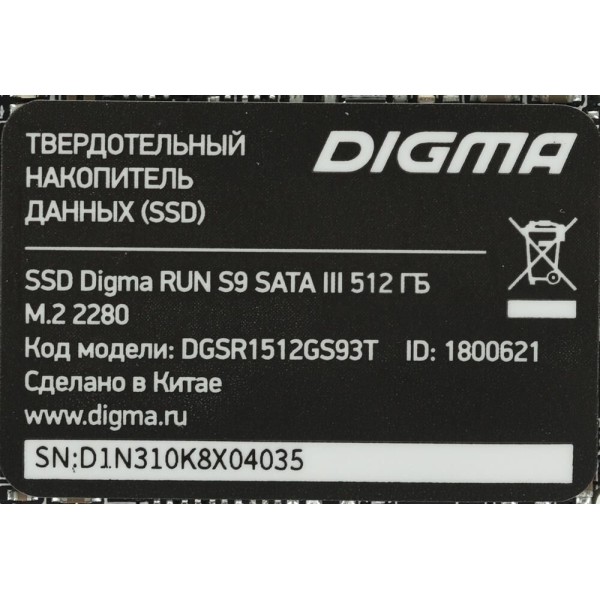 ТВЕРДОТЕЛЬНЫЙ
НАКОПИТЕЛЬ
ДАННЫХ (SSD)
DIGMA
SSD Digma RUN S9 SATA III 512 ГБ
M.2 2280
Код модели: DGSR1512GS93T ID: 1800621
Сделано в Китае
www.digma.ru
SN:D1N310K8X04035